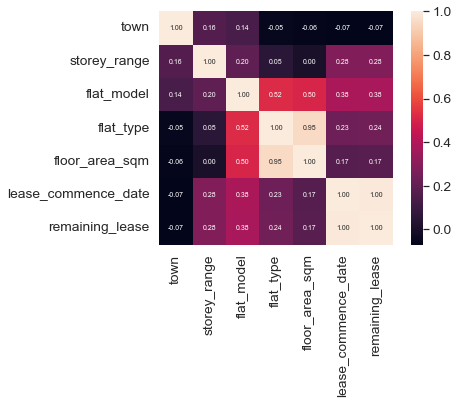 1.0
town 1.00 0.16 0.14 -0.05 -0.06 -0.07 -0.07
storey_range 0.16 1.00 0.20 0.05 0.00 0.28 0.28
0.8
flat_model 0.14 0.20 1.00 0.52 0.50 0.38 0.38
0.6
flat_type -0.05 0.05 0.52 1.00 0.95 0.23 0.24
0.4
floor_area_sqm -0.06 0.00 0.50 0.95 1.00 0.17 0.17
lease_commence_date -0.07 0.28 0.38 0.23 0.17 1.00 1.00
0.2
remaining_lease -0.07 0.28 0.38 0.24 0.17 1.00 1.00
0.0
town
storey_range
flat_model
flat_type
floor_area_sqm
lease_commence_date
remaining_lease